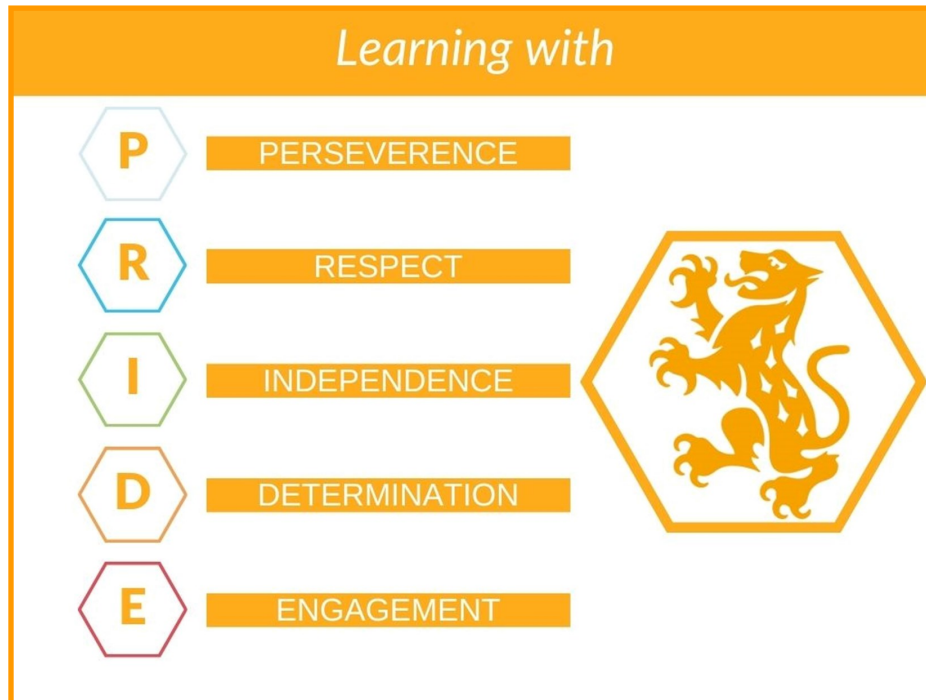 Learning with
P PERSEVERENCE
R RESPECT
I INDEPENDENCE
D DETERMINATION
E ENGAGEMENT